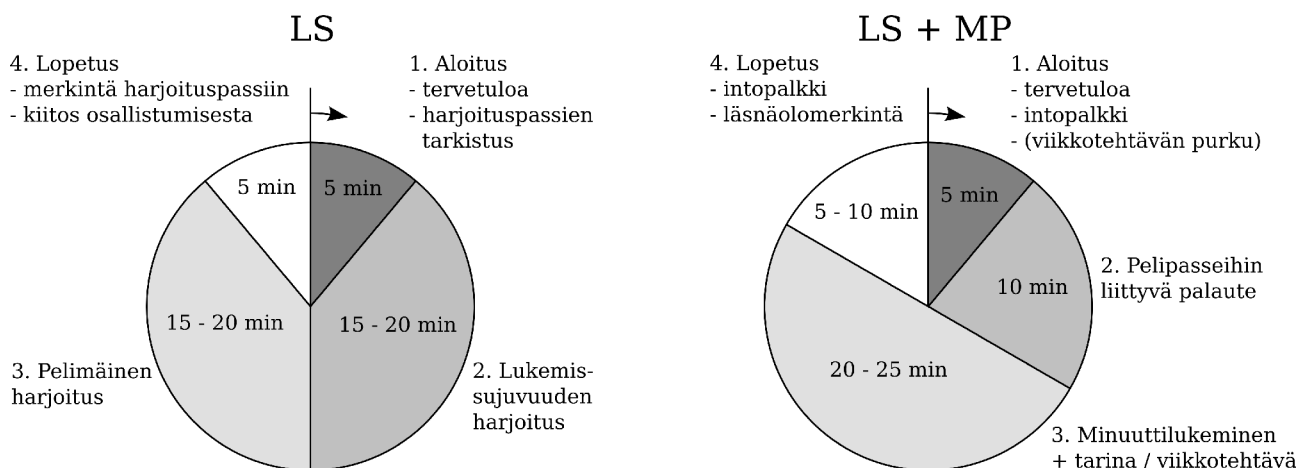 LS
4. Lopetus
- merkintä harjoituspassiin
- kiitos osallistumisesta
1. Aloitus
- tervetuloa
- harjoituspassien
tarkistus
5 min
5 min
15 - 20 min
15 - 20 min
3. Pelimäinen
harjoitus
2. Lukemis-
sujuvuuden
harjoitus
LS + MP
4. Lopetus
- intopalkki
- läsnäolomerkintä
1. Aloitus
- tervetuloa
- intopalkki
- (viikkotehtävän purku)
5 - 10 min
5 min
10 min
20 - 25 min
2. Pelipasseihin
liittyvä palaute
3. Minuuttilukeminen
+ tarina / viikkotehtävä